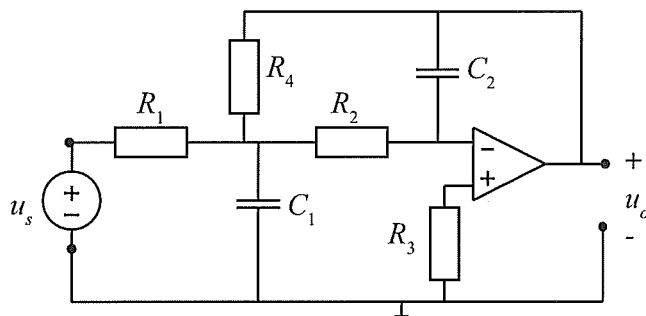 R₄
C₂
R₁
R₂
+
−
u_s
C₁
−
+
R₃
+
u_o
-